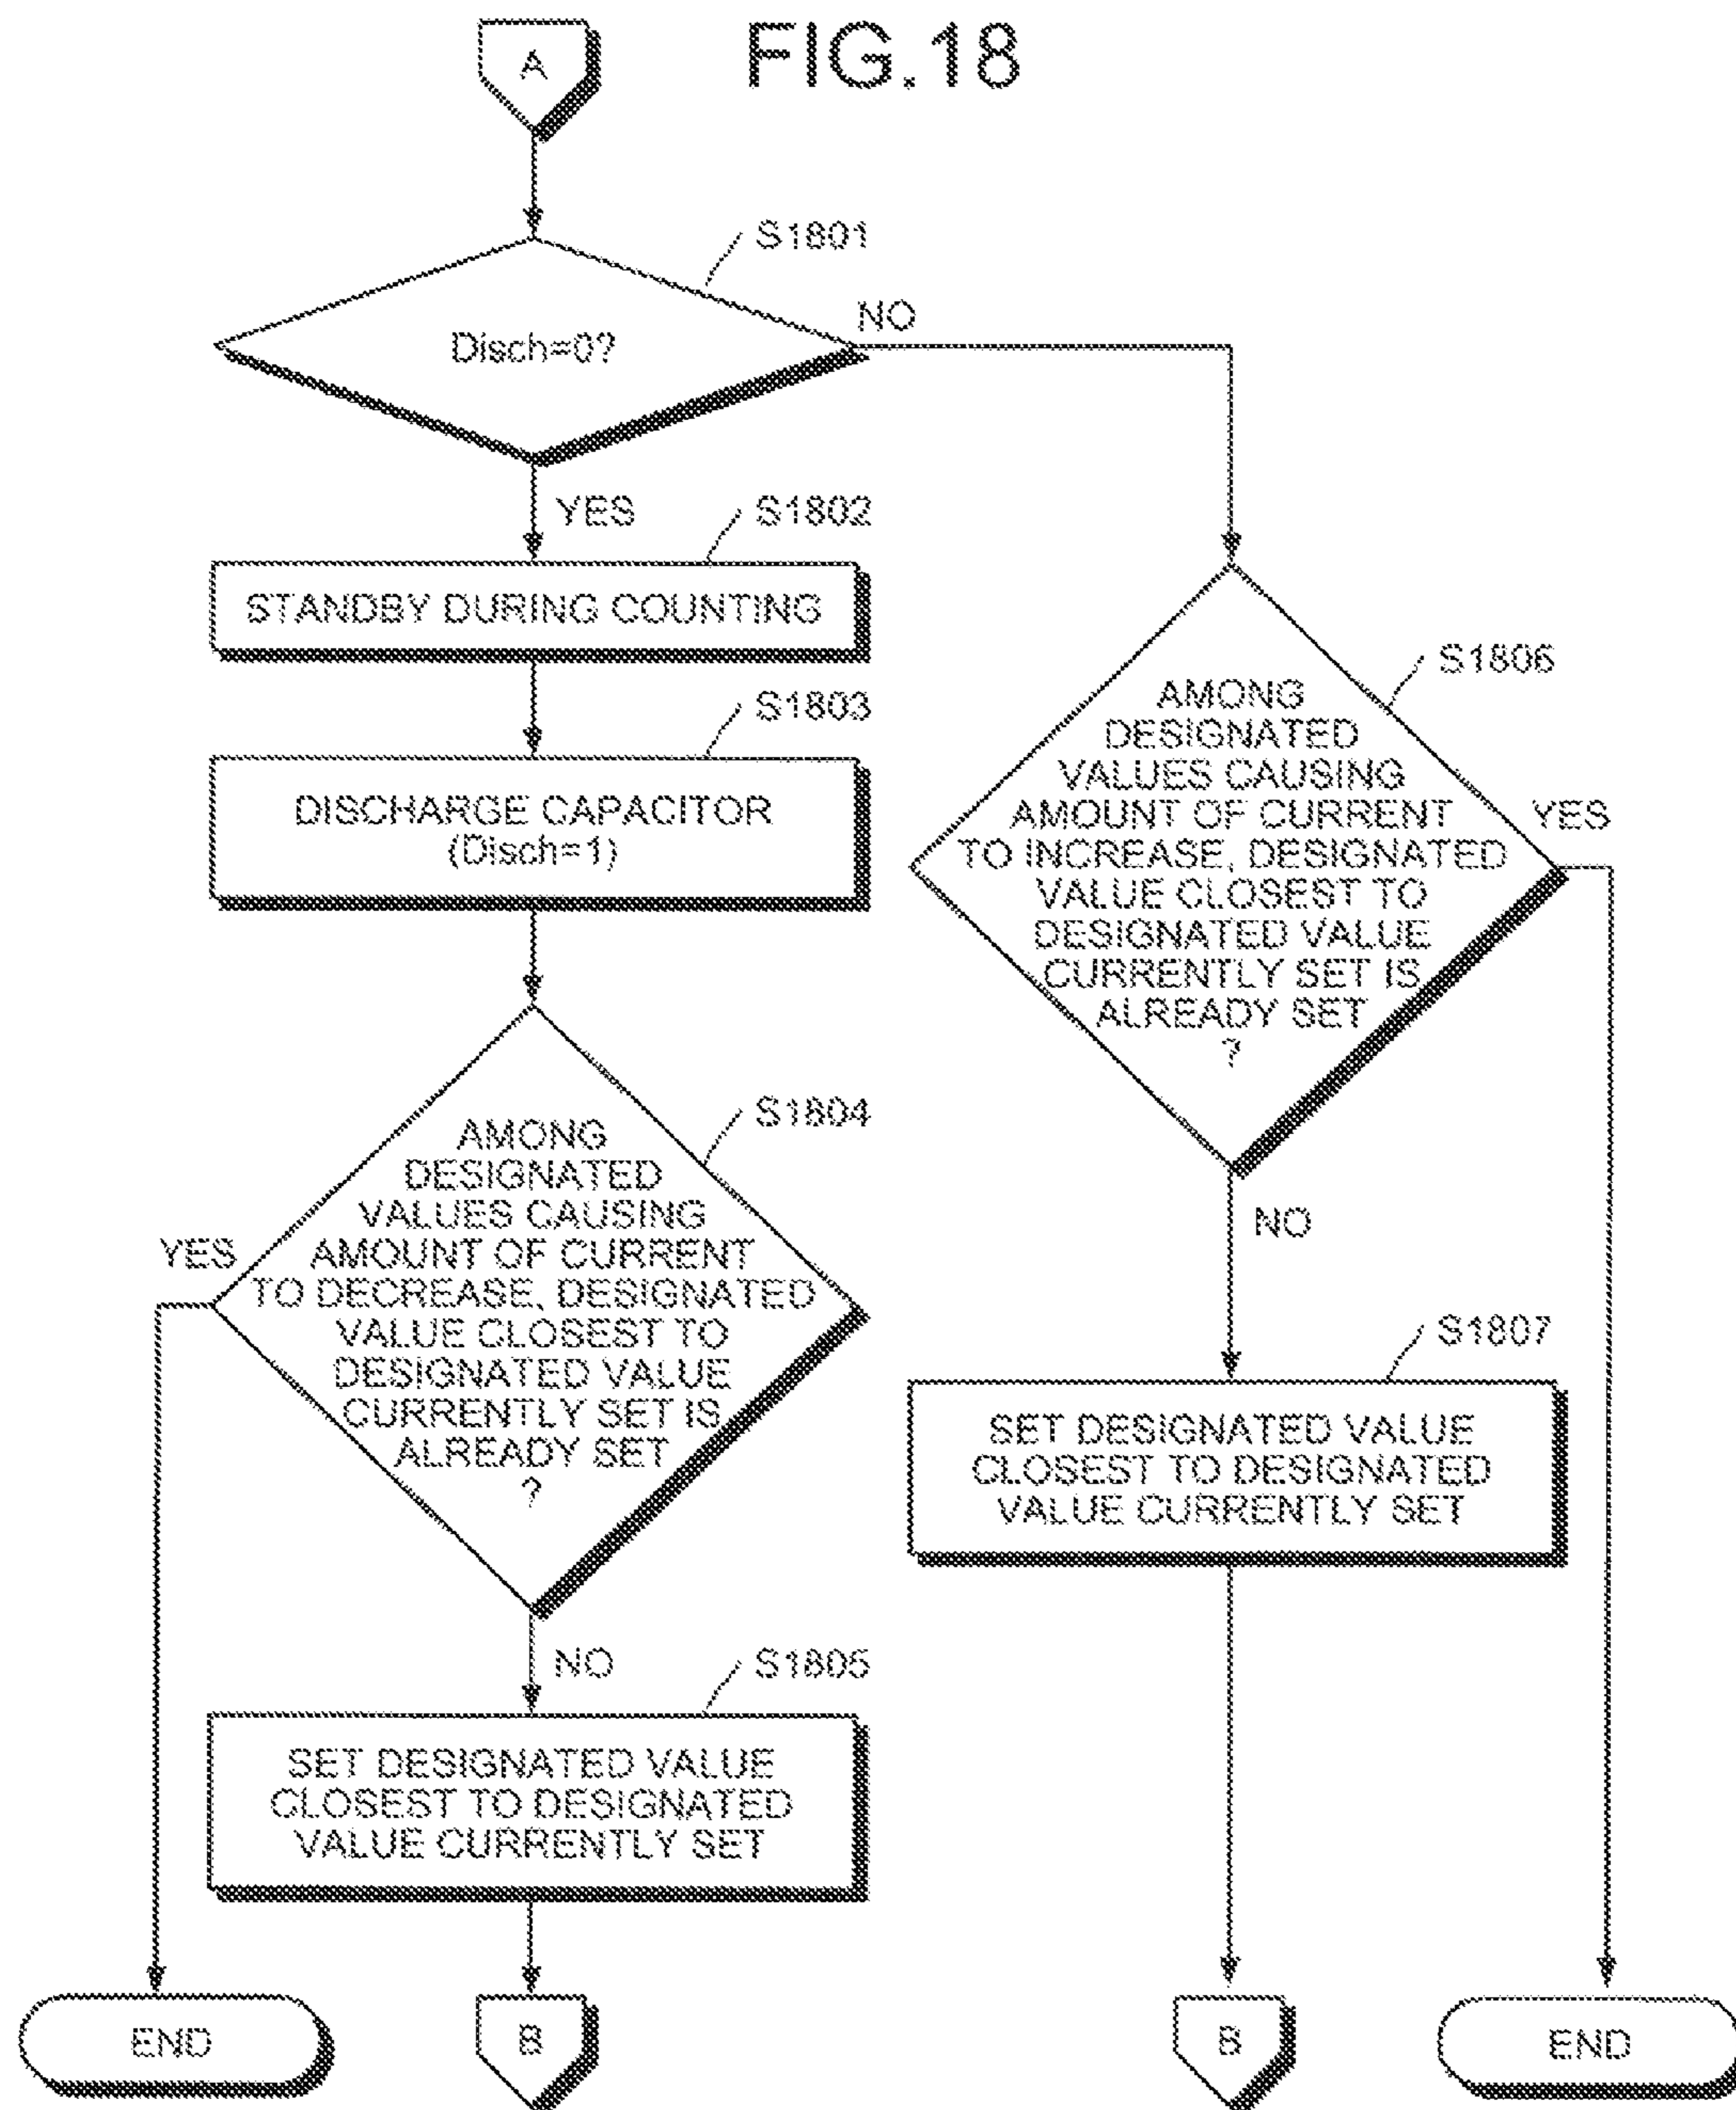 FIG.18
A
S1801
Disch=0?
NO
YES
S1802
STANDBY DURING COUNTING
S1803
DISCHARGE CAPACITOR
(Disch=1)
S1804
AMONG
DESIGNATED
VALUES CAUSING
AMOUNT OF CURRENT
TO DECREASE, DESIGNATED
VALUE CLOSEST TO
DESIGNATED VALUE
CURRENTLY SET IS
ALREADY SET
?
YES
NO
S1805
SET DESIGNATED VALUE
CLOSEST TO DESIGNATED
VALUE CURRENTLY SET
END
B
S1806
AMONG
DESIGNATED
VALUES CAUSING
AMOUNT OF CURRENT
TO INCREASE, DESIGNATED
VALUE CLOSEST TO
DESIGNATED VALUE
CURRENTLY SET IS
ALREADY SET
?
YES
NO
S1807
SET DESIGNATED VALUE
CLOSEST TO DESIGNATED
VALUE CURRENTLY SET
B
END